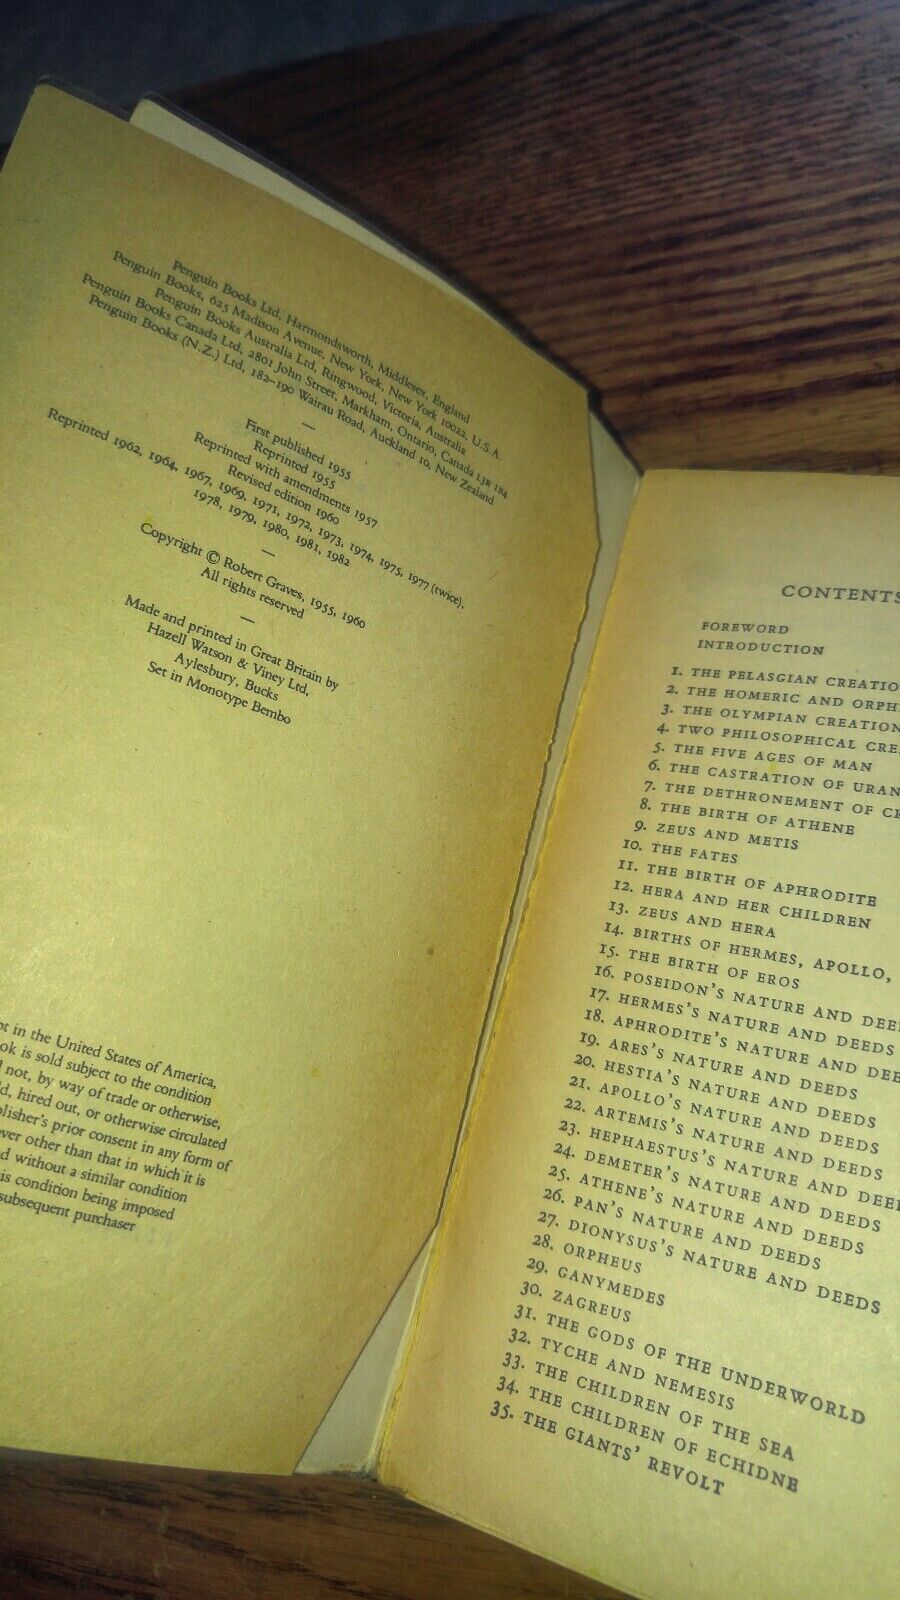 Penguin Books Ltd, Harmondsworth, Middlesex, England
Penguin Books, 625 Madison Avenue, New York, New York 10022, U.S.A.
Penguin Books Australia Ltd, Ringwood, Victoria, Australia
Penguin Books Canada Ltd, 2801 John Street, Markham, Ontario, Canada L3R 1B4
Penguin Books (N.Z.) Ltd, 182–190 Wairau Road, Auckland 10, New Zealand
—
First published 1955
Reprinted 1955
Reprinted with amendments 1957
Revised edition 1960
Reprinted 1962, 1964, 1967, 1969, 1971, 1972, 1973, 1974, 1975, 1977 (twice),
1978, 1979, 1980, 1981, 1982
—
Copyright © Robert Graves, 1955, 1960
All rights reserved
—
Made and printed in Great Britain by
Hazell Watson & Viney Ltd,
Aylesbury, Bucks
Set in Monotype Bembo
pt in the United States of America,
ok is sold subject to the condition
l not, by way of trade or otherwise,
d, hired out, or otherwise circulated
lisher's prior consent in any form of
over other than that in which it is
d without a similar condition
is condition being imposed
subsequent purchaser
CONTENTS
FOREWORD
INTRODUCTION
1. THE PELASGIAN CREATIO
2. THE HOMERIC AND ORPH
3. THE OLYMPIAN CREATION
4. TWO PHILOSOPHICAL CRE
5. THE FIVE AGES OF MAN
6. THE CASTRATION OF URAN
7. THE DETHRONEMENT OF CR
8. THE BIRTH OF ATHENE
9. ZEUS AND METIS
10. THE FATES
11. THE BIRTH OF APHRODITE
12. HERA AND HER CHILDREN
13. ZEUS AND HERA
14. BIRTHS OF HERMES, APOLLO,
15. THE BIRTH OF EROS
16. POSEIDON'S NATURE AND DEE
17. HERMES'S NATURE AND DEEDS
18. APHRODITE'S NATURE AND DEE
19. ARES'S NATURE AND DEEDS
20. HESTIA'S NATURE AND DEEDS
21. APOLLO'S NATURE AND DEEDS
22. ARTEMIS'S NATURE AND DEEDS
23. HEPHAESTUS'S NATURE AND DEE
24. DEMETER'S NATURE AND DEEDS
25. ATHENE'S NATURE AND DEEDS
26. PAN'S NATURE AND DEEDS
27. DIONYSUS'S NATURE AND DEEDS
28. ORPHEUS
29. GANYMEDES
30. ZAGREUS
31. THE GODS OF THE UNDERWORLD
32. TYCHE AND NEMESIS
33. THE CHILDREN OF THE SEA
34. THE CHILDREN OF ECHIDNE
35. THE GIANTS' REVOLT